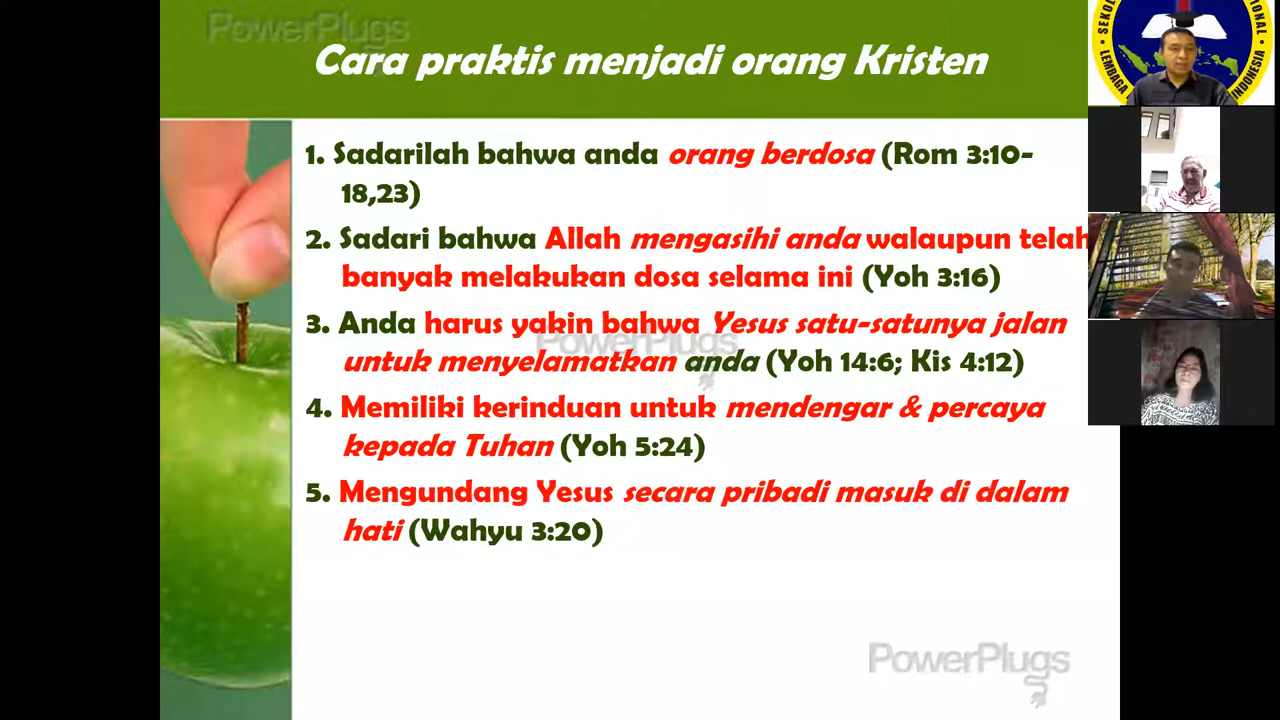 PowerPlugs
Cara praktis menjadi orang Kristen
1. Sadarilah bahwa anda orang berdosa (Rom 3:10-
18,23)
2. Sadari bahwa Allah mengasihi anda walaupun telah
banyak melakukan dosa selama ini (Yoh 3:16)
3. Anda harus yakin bahwa Yesus satu-satunya jalan
untuk menyelamatkan anda (Yoh 14:6; Kis 4:12)
PowerPlugs
4. Memiliki kerinduan untuk mendengar & percaya
kepada Tuhan (Yoh 5:24)
5. Mengundang Yesus secara pribadi masuk di dalam
hati (Wahyu 3:20)
PowerPlugs
LEMBAGA
INDONESIA